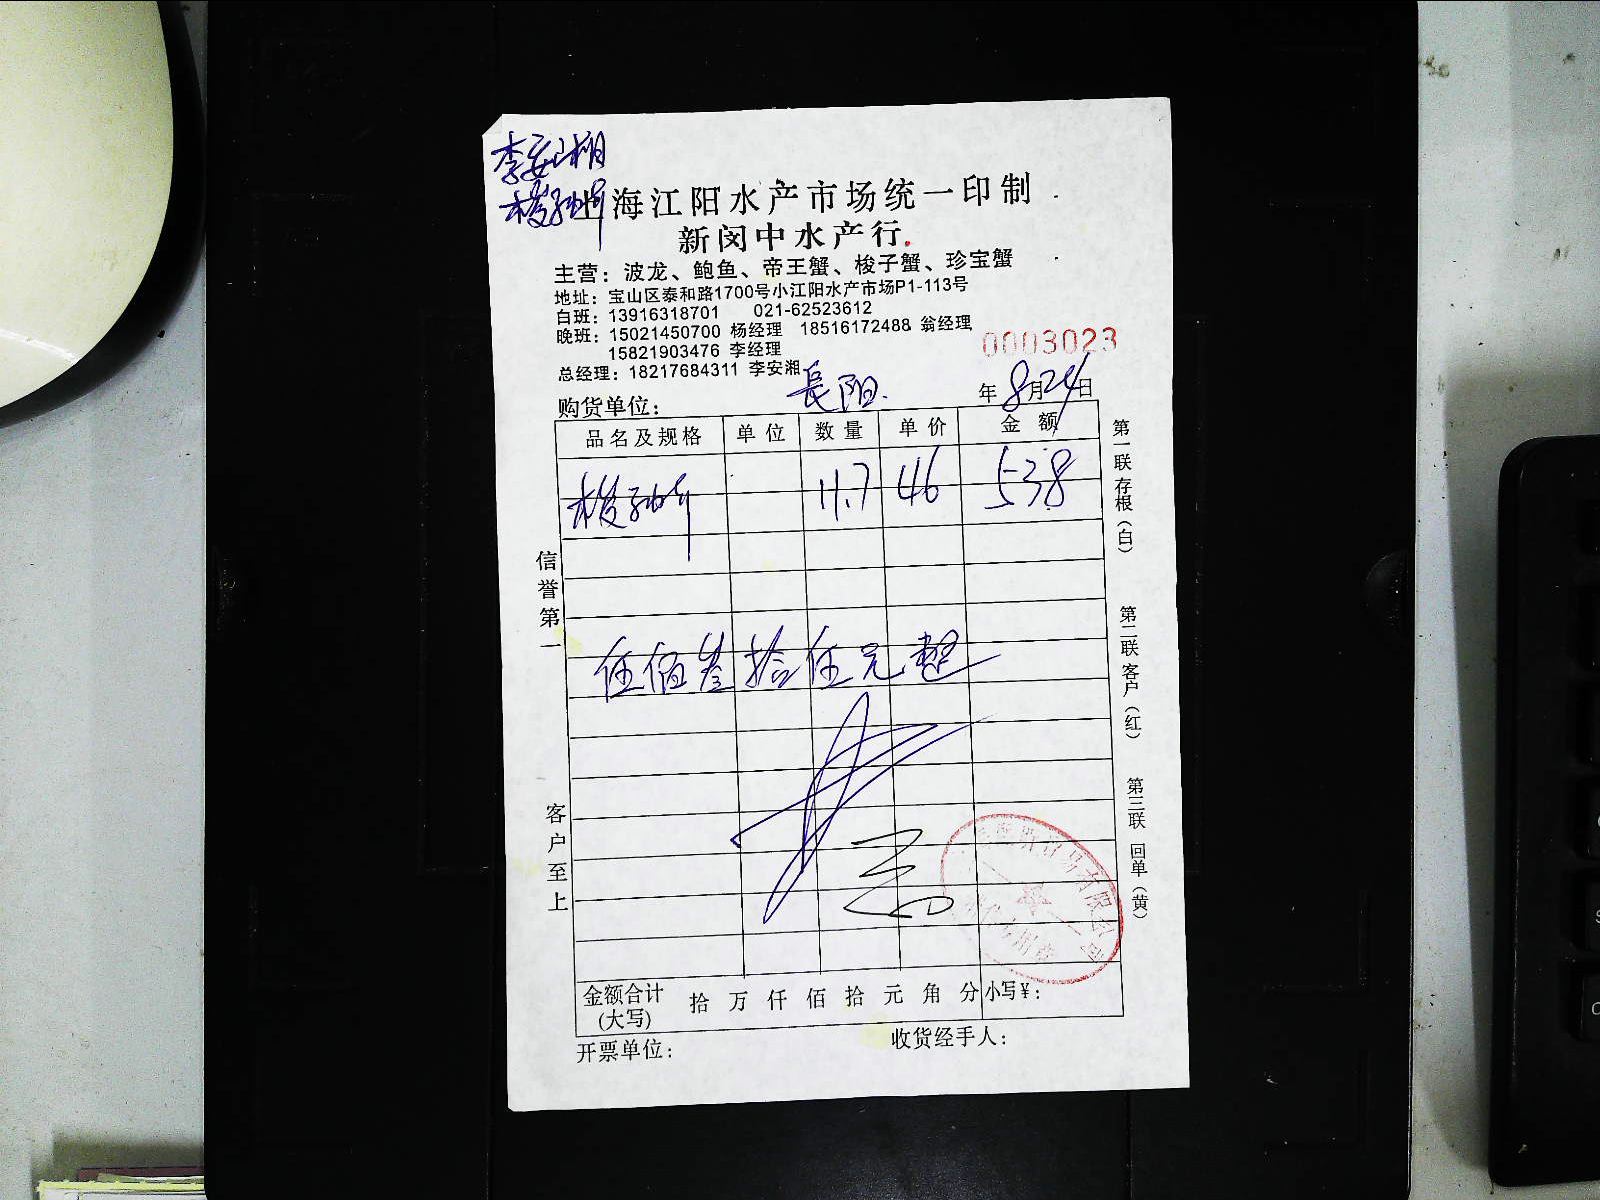 李安湘
梭子蟹
上海江阳水产市场统一印制
新闵中水产行
主营：波龙、鲍鱼、帝王蟹、梭子蟹、珍宝蟹
地址：宝山区泰和路1700号小江阳水产市场P1-113号
白班：13916318701 021-62523612
晚班：15021450700 杨经理 18516172488 翁经理
15821903476 李经理
总经理：18217684311 李安湘
0003023
购货单位： 長阳. 年 8月24日
品名及规格 单位 数量 单价 金额
梭子蟹 11.7 46 538
伍佰叁拾伍元整
金额合计(大写) 拾 万 仟 佰 拾 元 角 分 小写¥：
开票单位： 收货经手人：
信誉第一
客户至上
第一联存根（白）
第二联客户（红）
第三联 回单（黄）